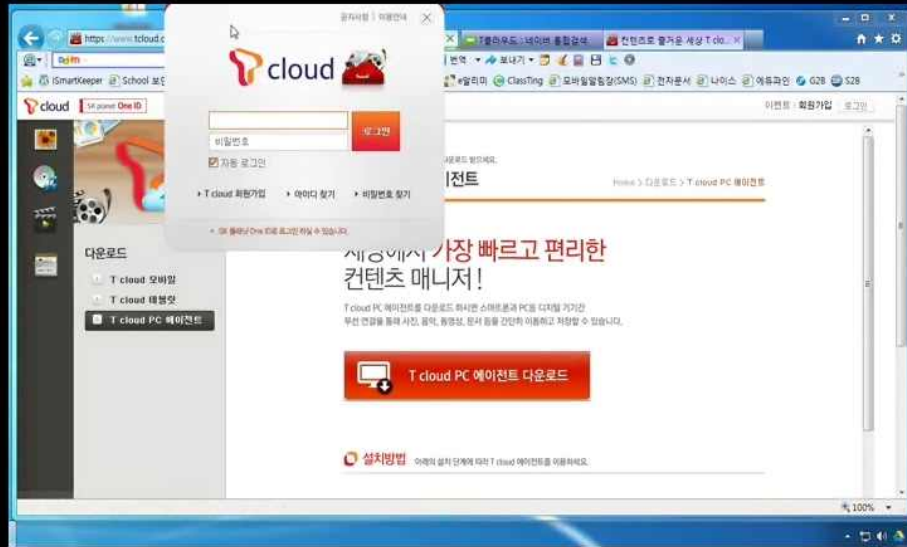 공지사항 | 이용안내
https://www.tcloud.c
T클라우드 : 네이버 통합검색
컨텐츠로 즐거운 세상 T clo...
번역
보내기
iSmartKeeper
School 보안
e알리미
ClassTing
모바일알림장(SMS)
전자문서
나이스
에듀파인
G2B
S2B
T cloud
SK planet One ID
이벤트
회원가입
로그인
T cloud
비밀번호
로그인
자동 로그인
T cloud 회원가입
아이디 찾기
비밀번호 찾기
SK 플래닛 One ID로 로그인 하실 수 있습니다.
Home > 다운로드 > T cloud PC 에이전트
다운로드
T cloud 모바일
T cloud 태블릿
T cloud PC 에이전트
가장 빠르고 편리한
컨텐츠 매니저!
T cloud PC 에이전트를 다운로드 하시면 스마트폰과 PC등 디지털 기기간
무선 연결을 통해 사진, 음악, 동영상, 문서 등을 간단히 이용하고 저장할 수 있습니다.
T cloud PC 에이전트 다운로드
설치방법
아래의 설치 단계에 따라 T cloud 에이전트를 이용하세요.
100%